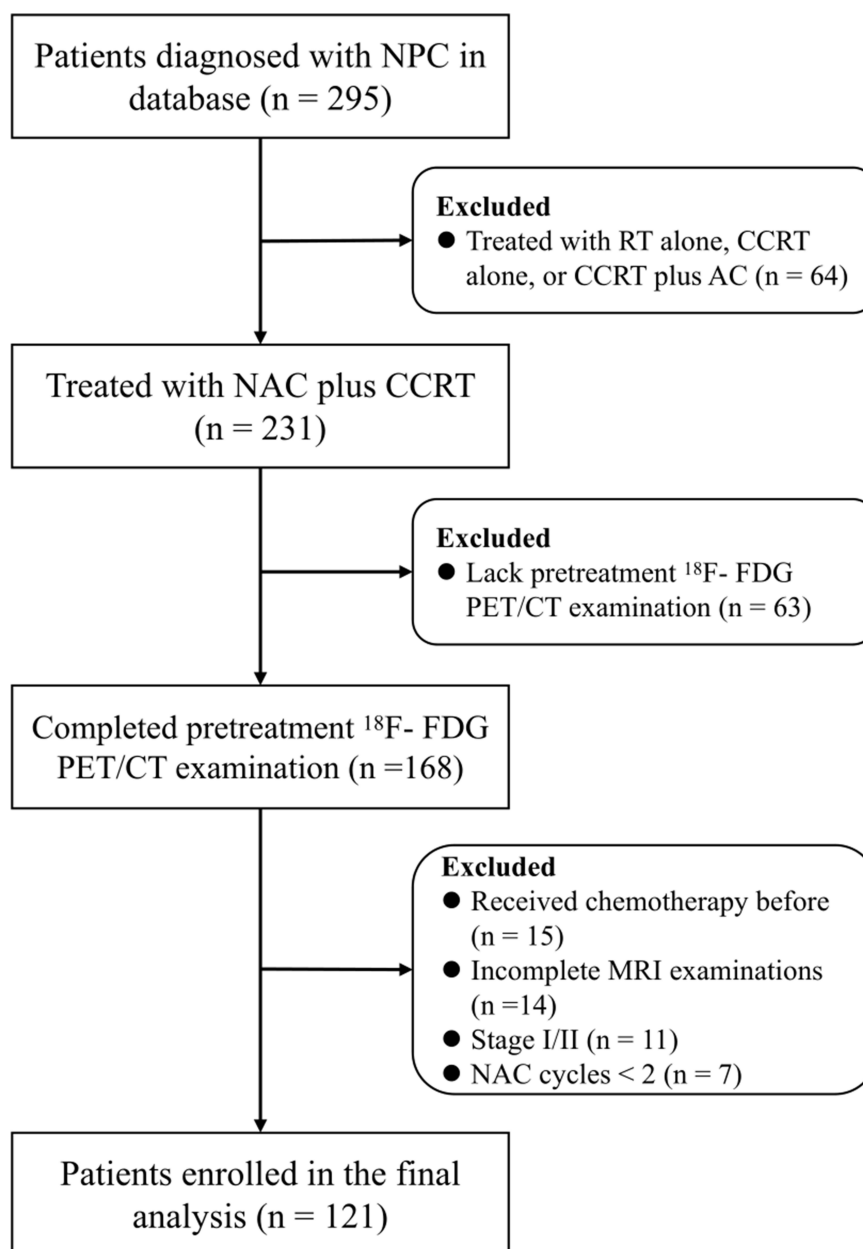 Patients diagnosed with NPC in
database (n = 295)
Excluded
● Treated with RT alone, CCRT
alone, or CCRT plus AC (n = 64)
Treated with NAC plus CCRT
(n = 231)
Excluded
● Lack pretreatment ¹⁸F- FDG
PET/CT examination (n = 63)
Completed pretreatment ¹⁸F- FDG
PET/CT examination (n =168)
Excluded
● Received chemotherapy before
(n = 15)
● Incomplete MRI examinations
(n =14)
● Stage I/II (n = 11)
● NAC cycles < 2 (n = 7)
Patients enrolled in the final
analysis (n = 121)